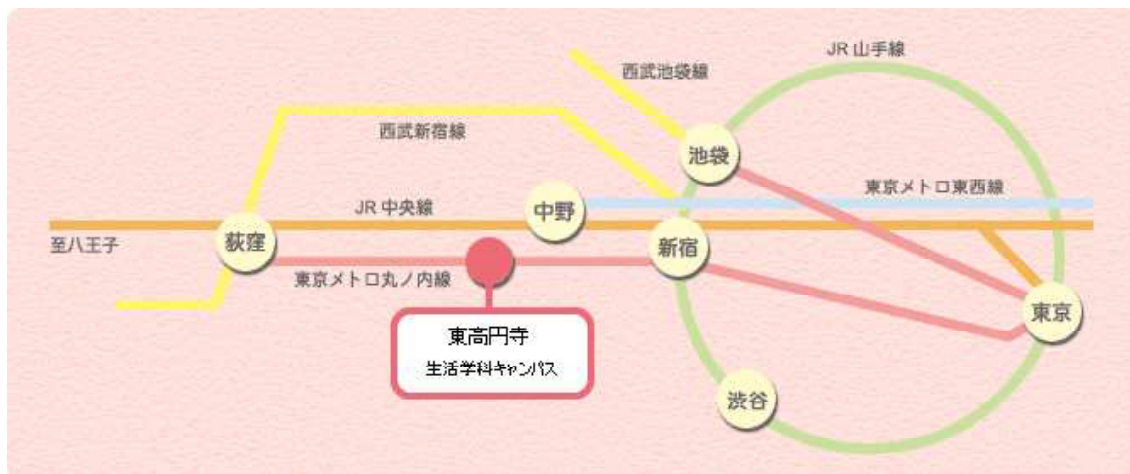 JR 山手線
西武池袋線
西武新宿線
池袋
東京メトロ東西線
JR 中央線
中野
至八王子
荻窪
新宿
東京メトロ丸ノ内線
東京
東高円寺
生活学科キャンパス
渋谷